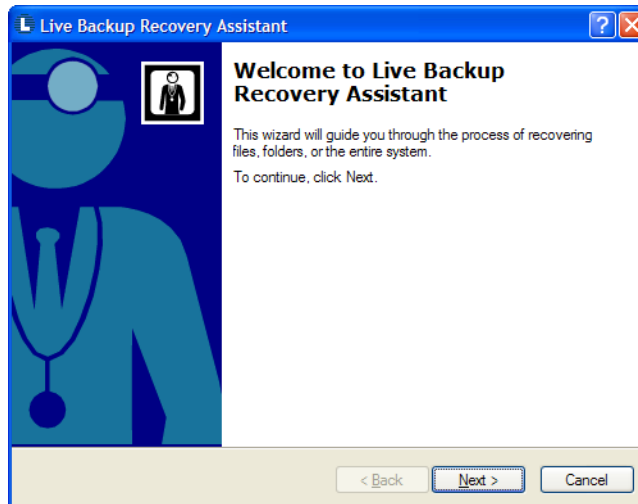 Live Backup Recovery Assistant
Welcome to Live Backup
Recovery Assistant
This wizard will guide you through the process of recovering
files, folders, or the entire system.
To continue, click Next.
< Back Next > Cancel